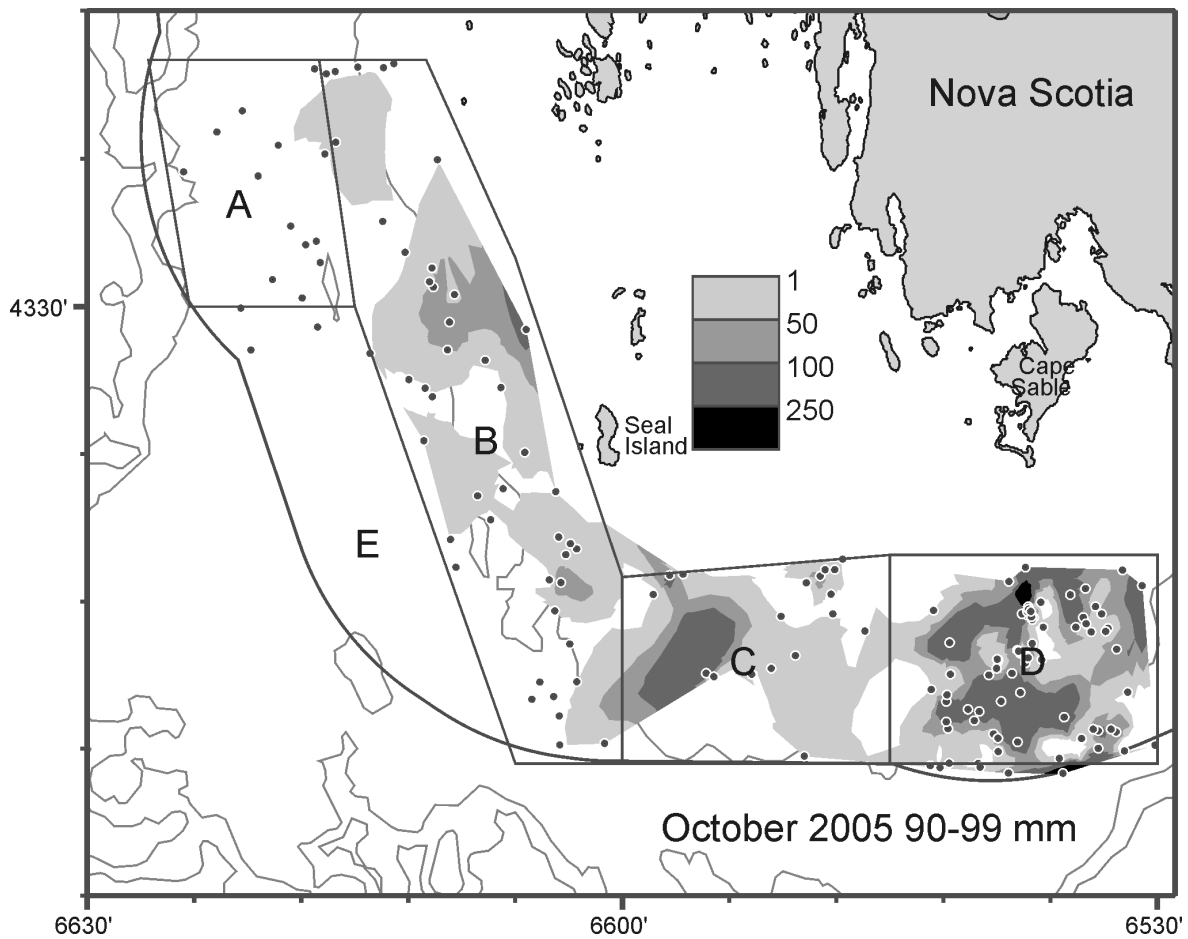 Nova Scotia
A
1
4330'
50
100
Cape
Sable
250
Seal
Island
B
E
C
D
October 2005 90-99 mm
6630'
6600'
6530'